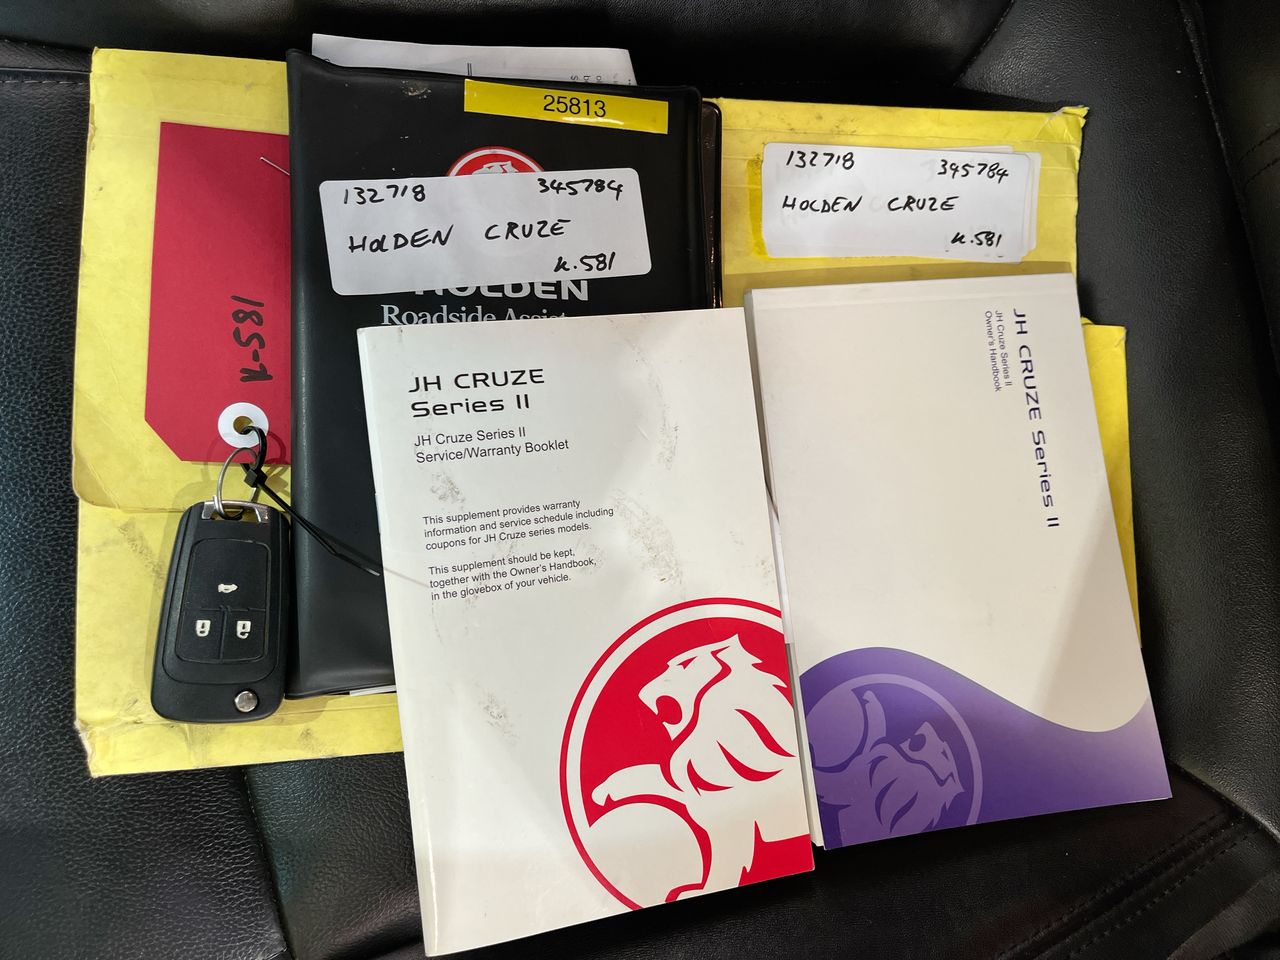 25813
132718 345784
HOLDEN CRUZE
K.581
HOLDEN
Roadside
132718 345784
HOLDEN CRUZE
K.581
185-1
JH CRUZE
Series II
JH Cruze Series II
Service/Warranty Booklet
This supplement provides warranty
information and service schedule including
coupons for JH Cruze series models.
This supplement should be kept,
together with the Owner's Handbook,
in the glovebox of your vehicle.
JH CRUZE Series II
JH Cruze Series II
Owner's Handbook